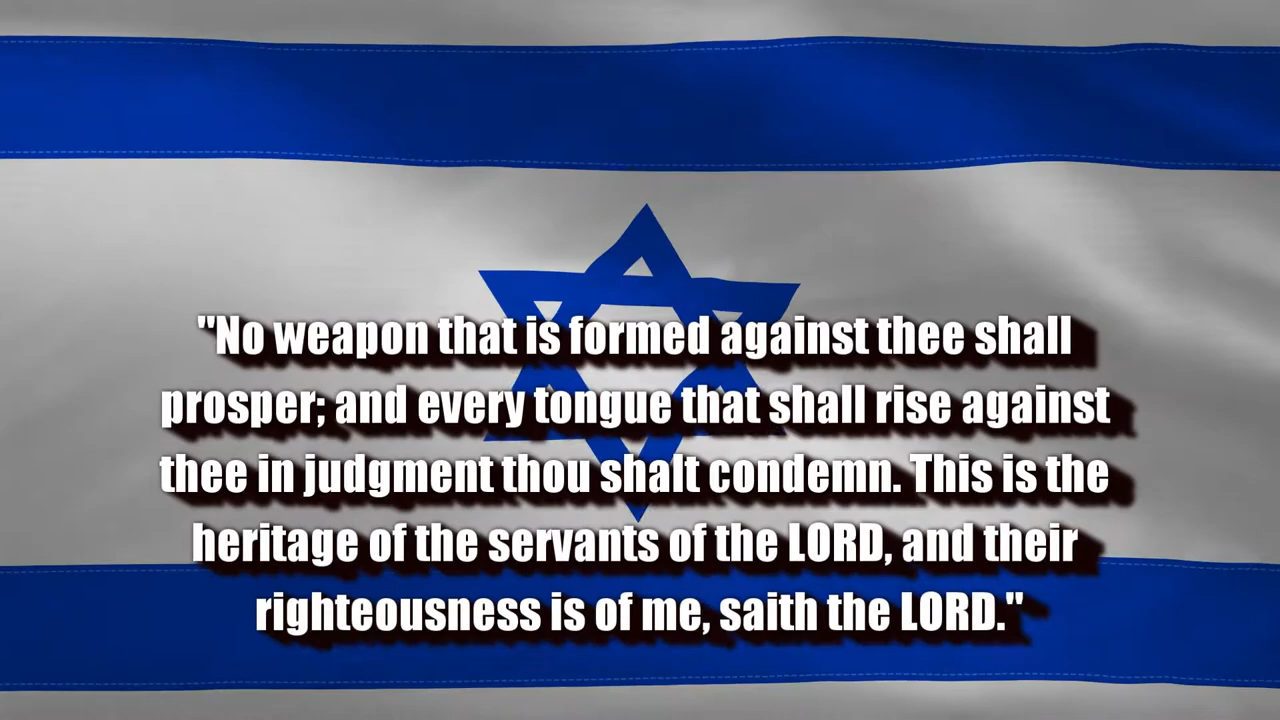 "No weapon that is formed against thee shall
prosper; and every tongue that shall rise against
thee in judgment thou shalt condemn. This is the
heritage of the servants of the LORD, and their
righteousness is of me, saith the LORD."